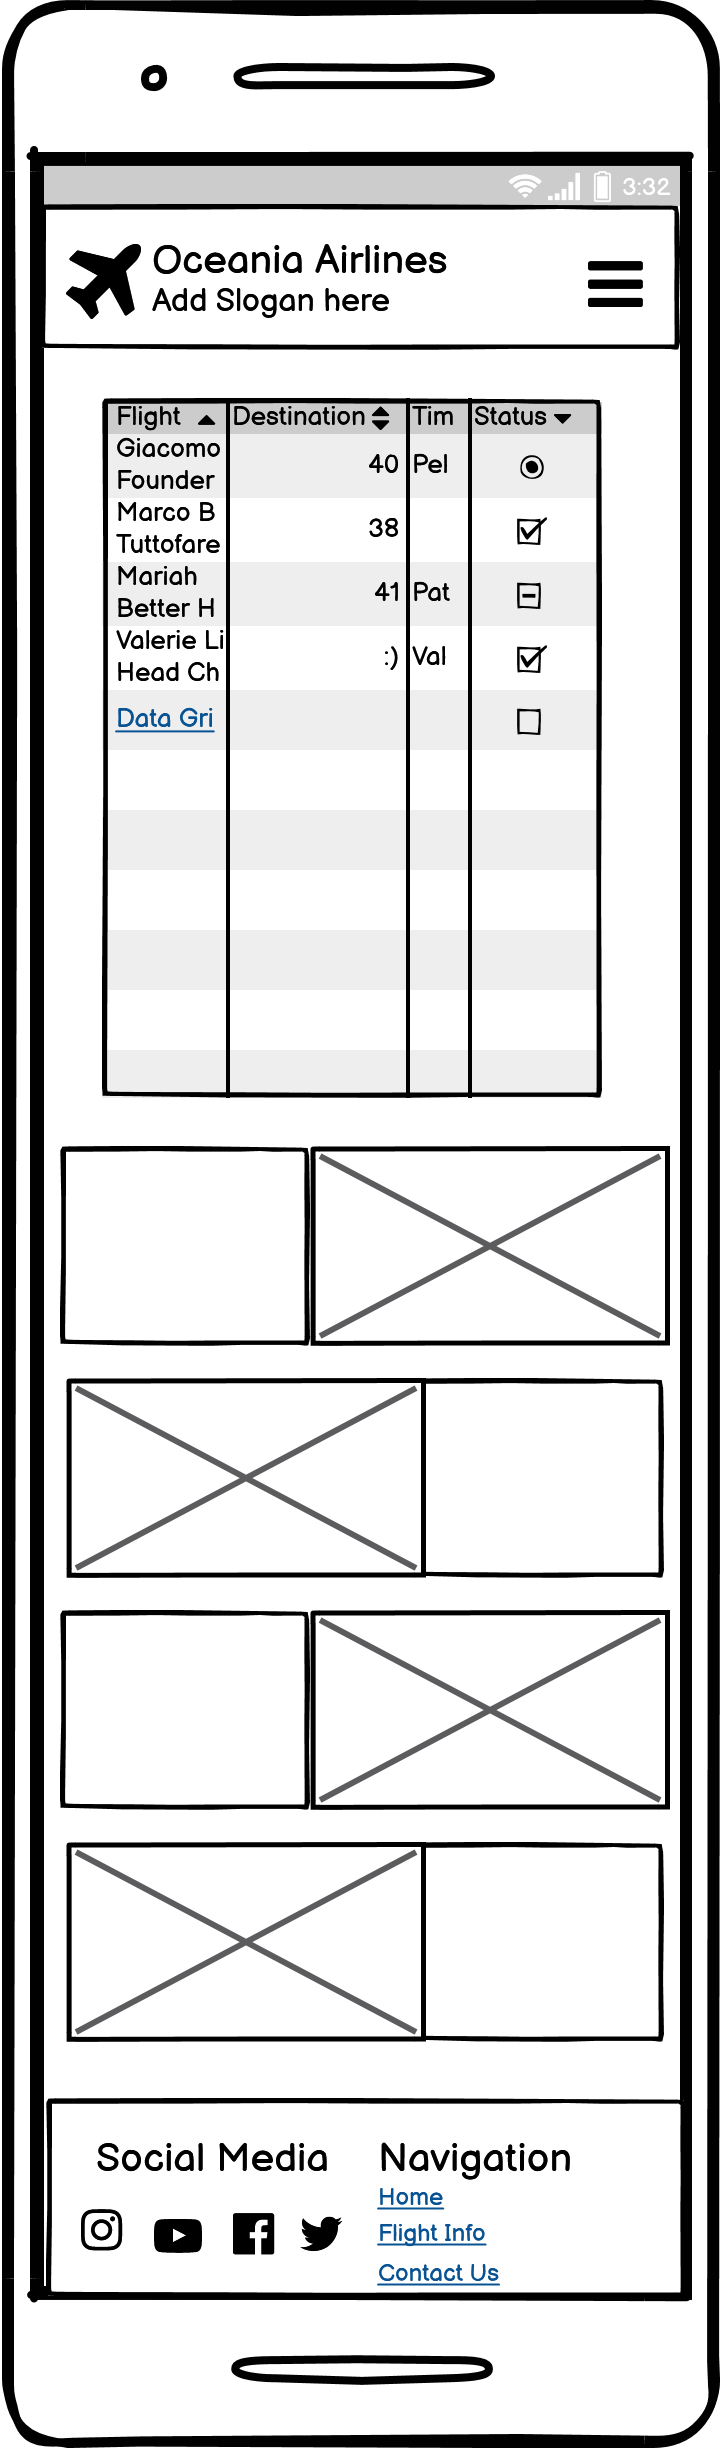 3:32
Oceania Airlines
Add Slogan here
Flight Destination Tim Status
Giacomo
Founder
40 Pel
Marco B
Tuttofare
38
Mariah
Better H
41 Pat
Valerie Li
Head Ch
:) Val
Data Gri
Social Media
Navigation
Home
Flight Info
Contact Us